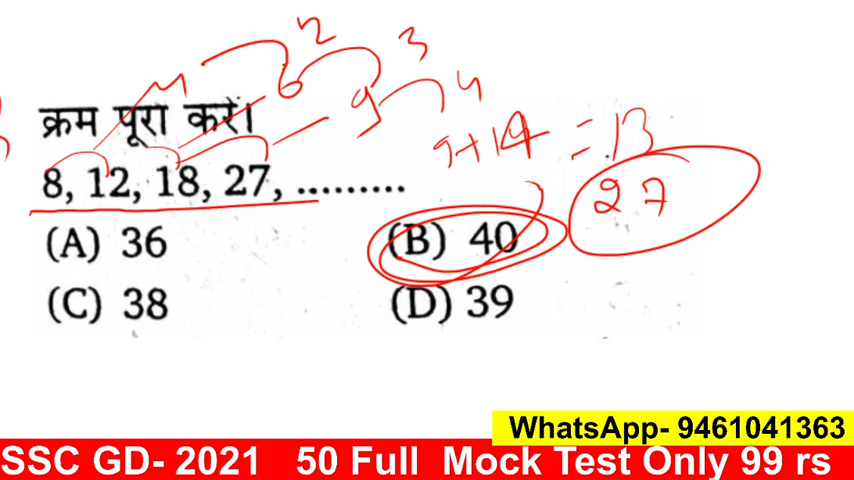 2 3
4 6 9 4
क्रम पूरा करें।
9+14 = 13
8, 12, 18, 27, .........
27
(A) 36 (B) 40
(C) 38 (D) 39
WhatsApp- 9461041363
SSC GD- 2021 50 Full Mock Test Only 99 rs